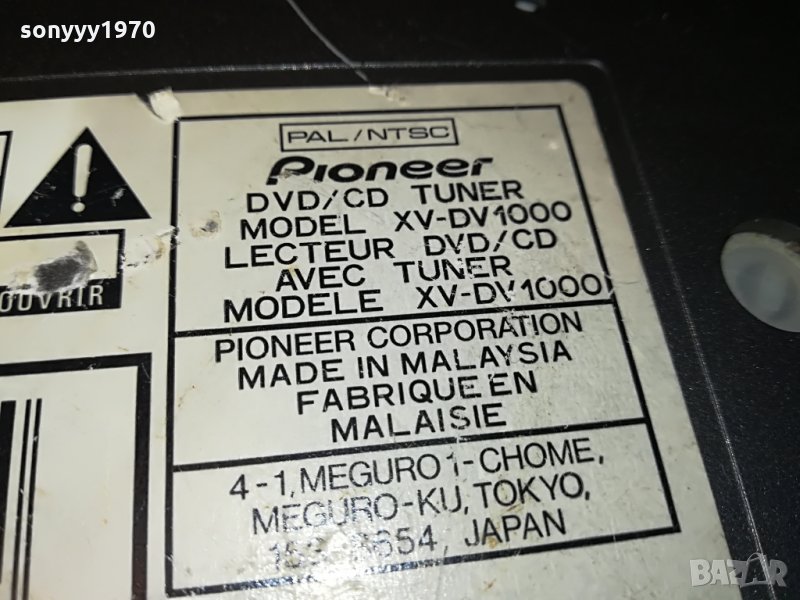 sonyyy1970
PAL/NTSC
Pioneer
DVD/CD TUNER
MODEL XV-DV1000
LECTEUR DVD/CD
AVEC TUNER
MODELE XV-DV1000
OUVRIR
PIONEER CORPORATION
MADE IN MALAYSIA
FABRIQUE EN
MALAISIE
4-1, MEGURO 1-CHOME,
MEGURO-KU, TOKYO,
JAPAN
BAZAR